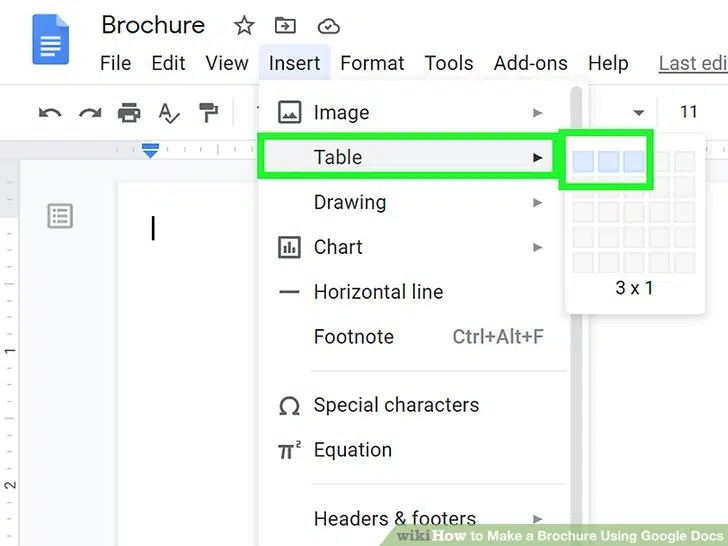 Brochure
File Edit View Insert Format Tools Add-ons Help Last edi
11
Image
Table
Drawing
Chart
Horizontal line
Footnote Ctrl+Alt+F
3 x 1
Special characters
Equation
Headers & footers
1
2
wikiHow to Make a Brochure Using Google Docs